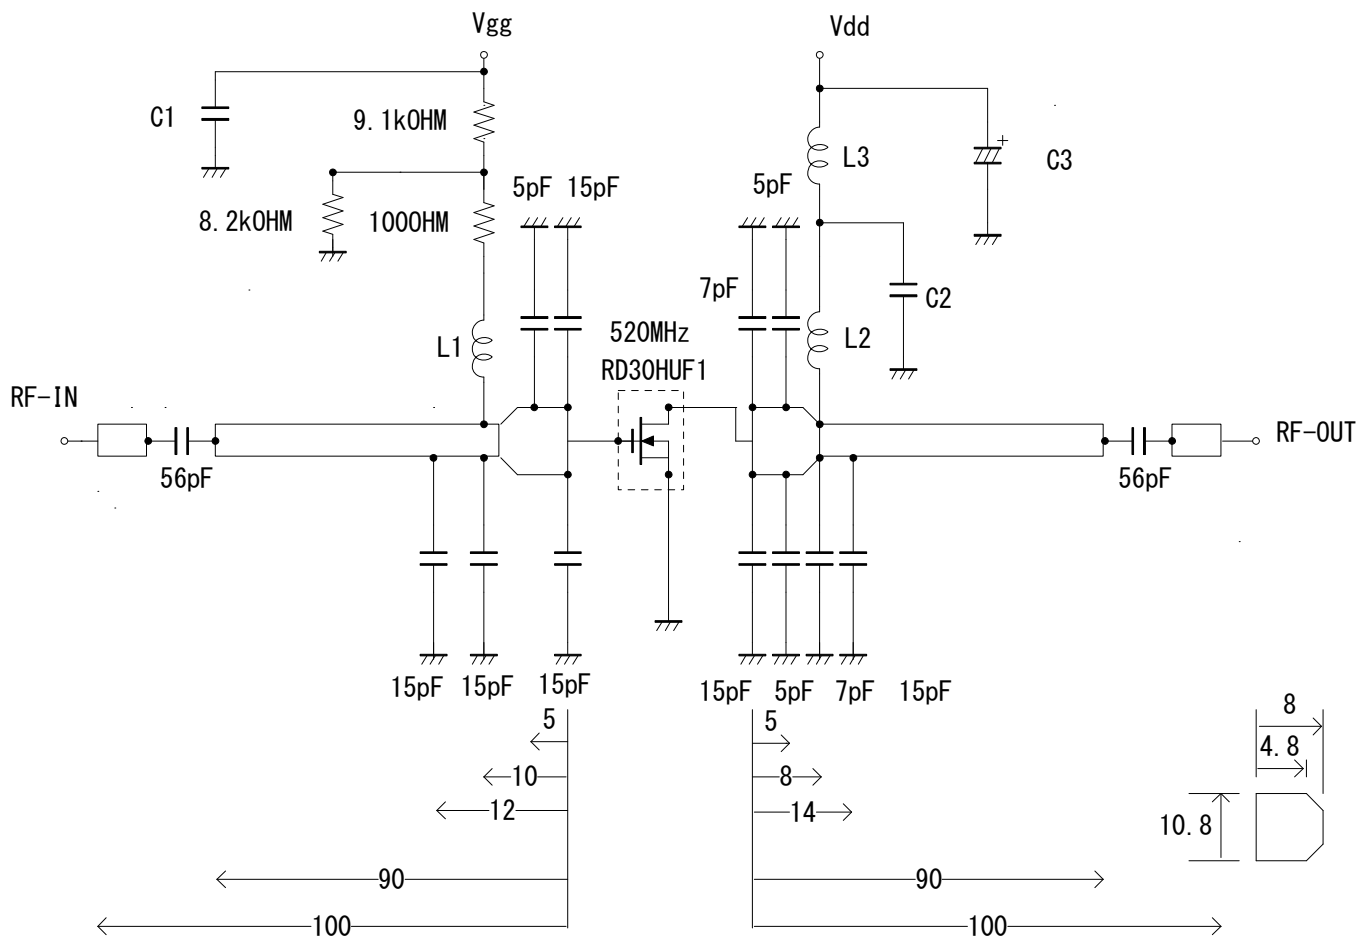 Vgg
Vdd
C1
9.1kOHM
L3
C3
8.2kOHM
100OHM
5pF
15pF
5pF
7pF
C2
520MHz
RD30HUF1
L1
L2
RF-IN
RF-OUT
56pF
56pF
15pF
15pF
15pF
15pF
5pF
7pF
15pF
5
5
8
10
8
4.8
12
14
10.8
90
90
100
100
+